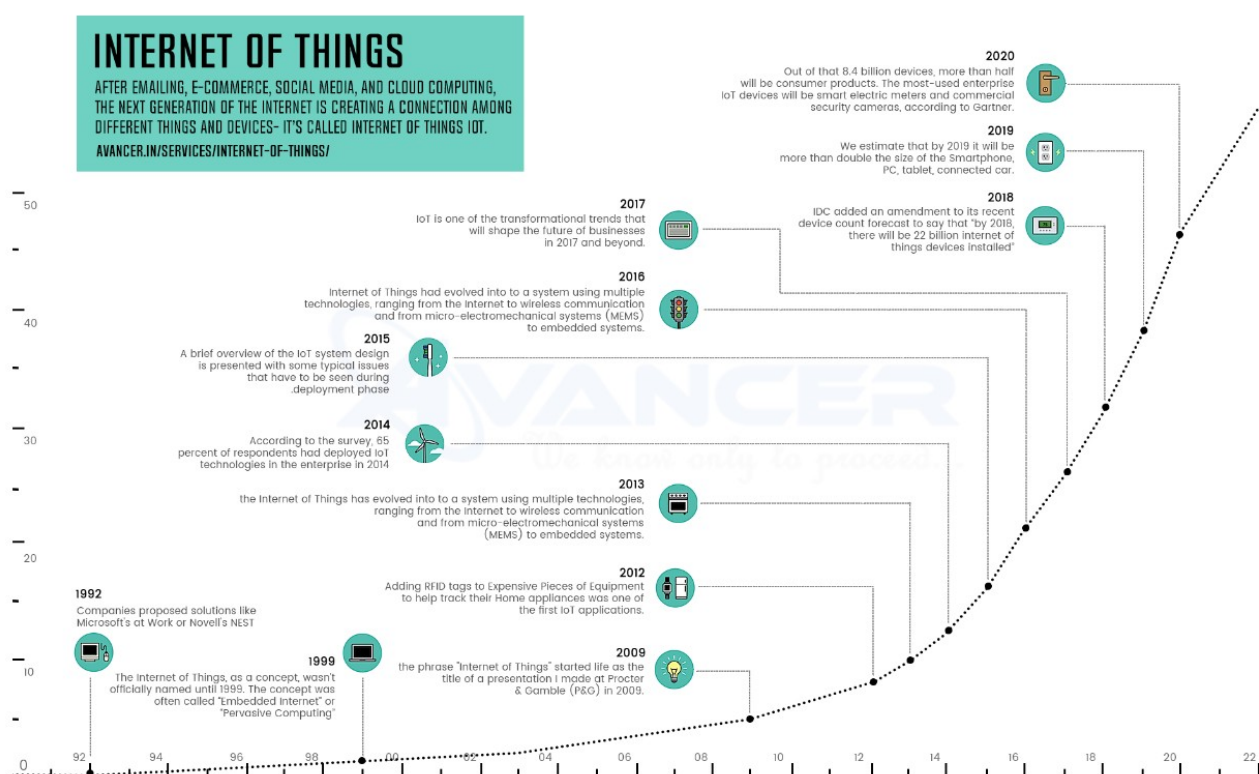 INTERNET OF THINGS
AFTER EMAILING, E-COMMERCE, SOCIAL MEDIA, AND CLOUD COMPUTING,
THE NEXT GENERATION OF THE INTERNET IS CREATING A CONNECTION AMONG
DIFFERENT THINGS AND DEVICES- IT'S CALLED INTERNET OF THINGS IOT.
AVANCER.IN/SERVICES/INTERNET-OF-THINGS/
2020
Out of that 8.4 billion devices, more than half
will be consumer products. The most-used enterprise
IoT devices will be smart electric meters and commercial
security cameras, according to Gartner.
2019
We estimate that by 2019 it will be
more than double the size of the Smartphone,
PC, tablet, connected car.
2018
IDC added an amendment to its recent
device count forecast to say that "by 2018,
there will be 22 billion internet of
things devices installed"
2017
IoT is one of the transformational trends that
will shape the future of businesses
in 2017 and beyond.
2016
Internet of Things had evolved into to a system using multiple
technologies, ranging from the Internet to wireless communication
and from micro-electromechanical systems (MEMS)
to embedded systems.
2015
A brief overview of the IoT system design
is presented with some typical issues
that have to be seen during
.deployment phase
2014
According to the survey, 65
percent of respondents had deployed IoT
technologies in the enterprise in 2014
AVANCER
We know only to proceed...
2013
the Internet of Things has evolved into to a system using multiple technologies,
ranging from the Internet to wireless communication
and from micro-electromechanical systems
(MEMS) to embedded systems.
2012
Adding RFID tags to Expensive Pieces of Equipment
to help track their Home appliances was one of
the first IoT applications.
1992
Companies proposed solutions like
Microsoft's at Work or Novell's NEST
1999
The Internet of Things, as a concept, wasn't
officially named until 1999. The concept was
often called "Embedded Internet" or
"Pervasive Computing"
2009
the phrase "Internet of Things" started life as the
title of a presentation I made at Procter
& Gamble (P&G) in 2009.
50
40
30
20
10
0
92 94 96 98 00 02 04 06 08 10 12 14 16 18 20 22